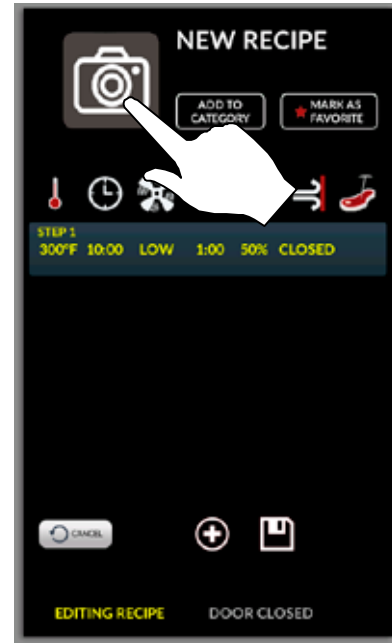 NEW RECIPE
ADD TO
CATEGORY
MARK AS
FAVORITE
STEP 1
300°F 10:00 LOW 1:00 50% CLOSED
CANCEL
EDITING RECIPE DOOR CLOSED